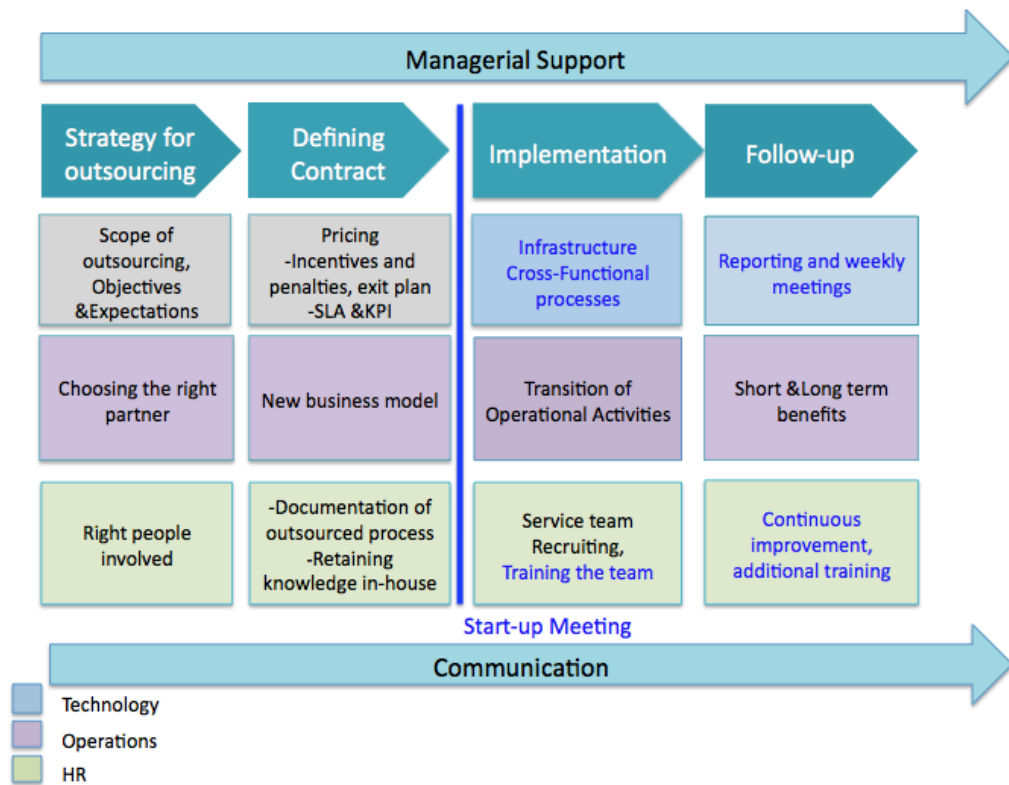 Managerial Support
Strategy for
outsourcing
Defining
Contract
Implementation
Follow-up
Scope of
outsourcing,
Objectives
&Expectations
Pricing
-Incentives and
penalties, exit plan
-SLA &KPI
Infrastructure
Cross-Functional
processes
Reporting and weekly
meetings
Choosing the right
partner
New business model
Transition of
Operational Activities
Short &Long term
benefits
Right people
involved
-Documentation of
outsourced process
-Retaining
knowledge in-house
Service team
Recruiting,
Training the team
Continuous
improvement,
additional training
Start-up Meeting
Communication
Technology
Operations
HR